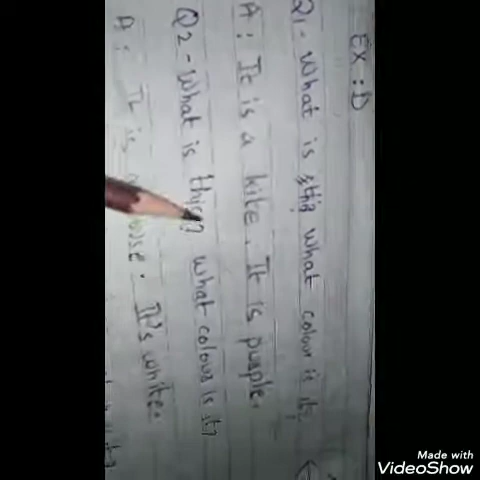 EX : D
Q1 - What is this what colour is it?
A : It is a kite. It is purple.
Q2 - What is this? what colour is it?
A : It is a . It's white.
Made with
VideoShow